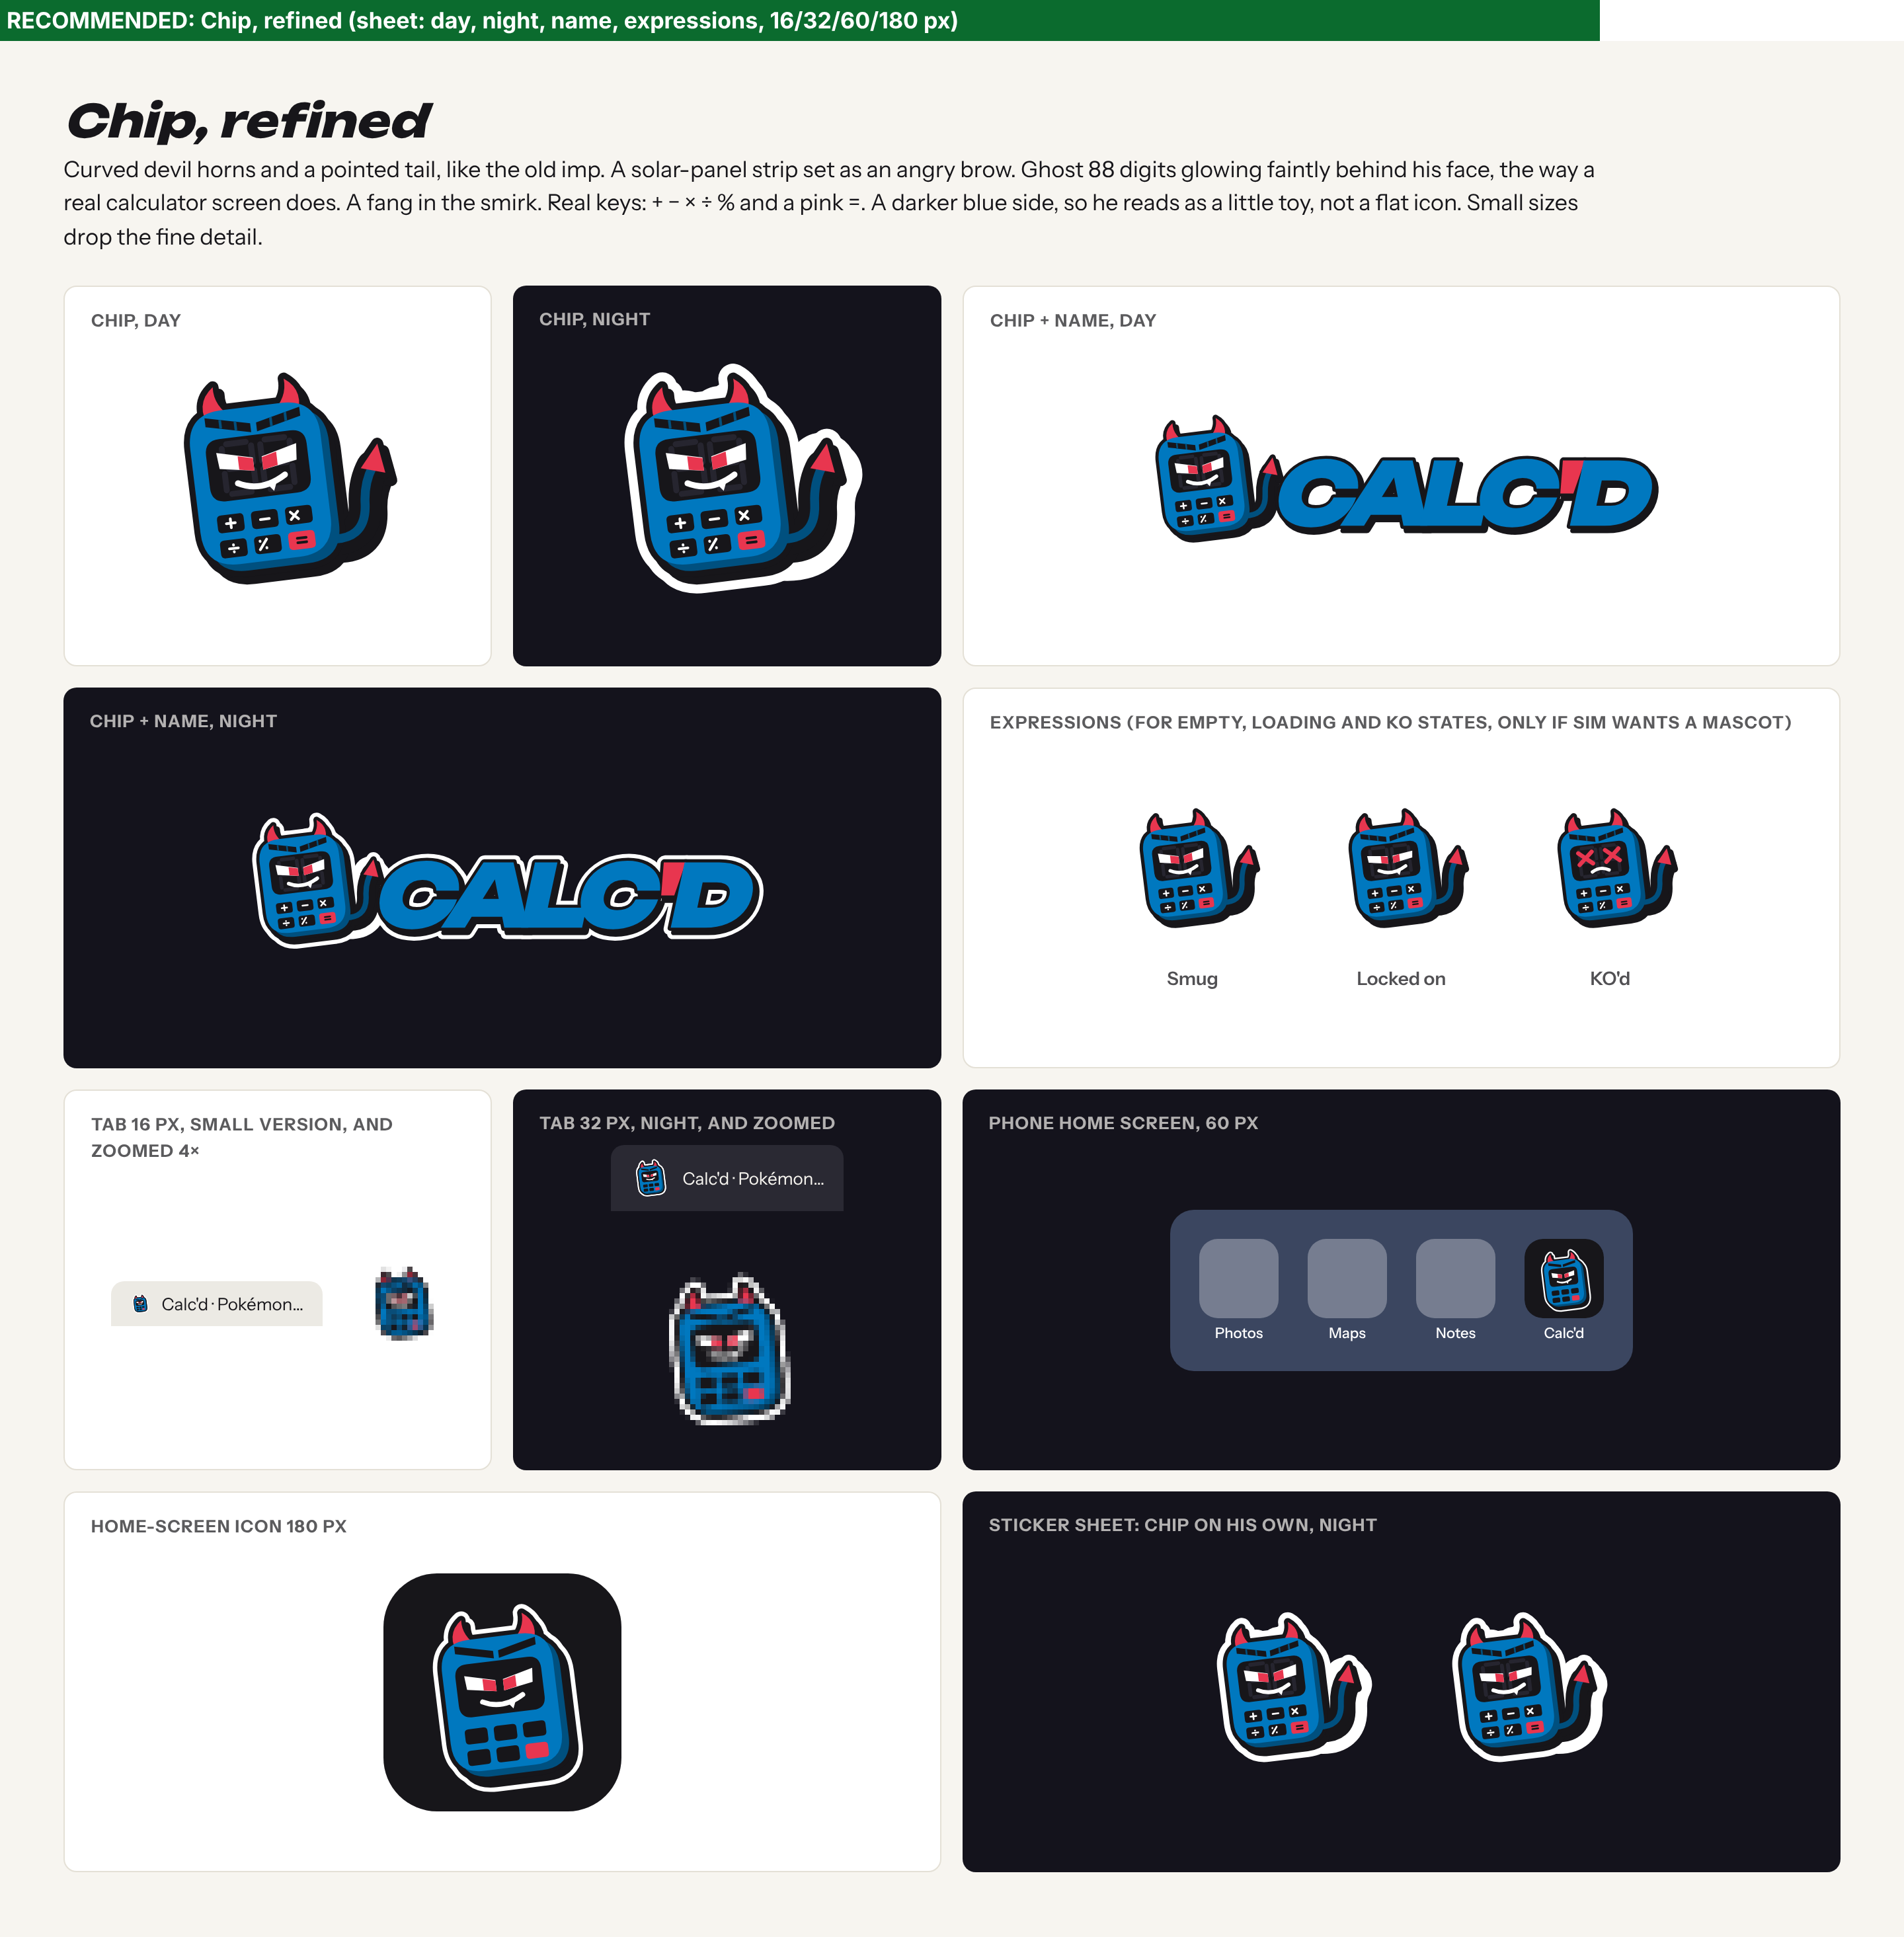 RECOMMENDED: Chip, refined (sheet: day, night, name, expressions, 16/32/60/180 px)
Chip, refined
Curved devil horns and a pointed tail, like the old imp. A solar-panel strip set as an angry brow. Ghost 88 digits glowing faintly behind his face, the way a
real calculator screen does. A fang in the smirk. Real keys: + − × ÷ % and a pink =. A darker blue side, so he reads as a little toy, not a flat icon. Small sizes
drop the fine detail.
CHIP, DAY
+ − ×
÷ % =
CHIP, NIGHT
+ − ×
÷ % =
CHIP + NAME, DAY
+ − ×
÷ % =
CALC'D
CHIP + NAME, NIGHT
+ − ×
÷ % =
CALC'D
EXPRESSIONS (FOR EMPTY, LOADING AND KO STATES, ONLY IF SIM WANTS A MASCOT)
+ − ×
÷ % =
+ − ×
÷ % =
+ − ×
÷ % =
Smug
Locked on
KO'd
TAB 16 PX, SMALL VERSION, AND
ZOOMED 4×
Calc'd · Pokémon...
TAB 32 PX, NIGHT, AND ZOOMED
Calc'd · Pokémon...
PHONE HOME SCREEN, 60 PX
Photos
Maps
Notes
Calc'd
HOME-SCREEN ICON 180 PX
STICKER SHEET: CHIP ON HIS OWN, NIGHT
+ − ×
÷ % =
+ − ×
÷ % =